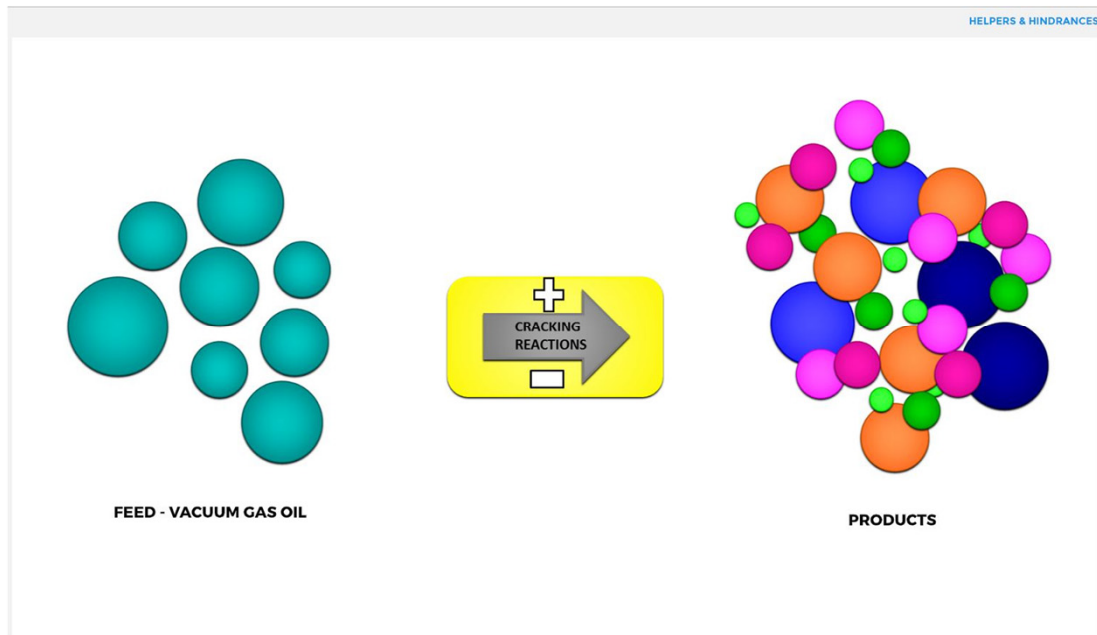 HELPERS & HINDRANCES
CRACKING
REACTIONS
FEED - VACUUM GAS OIL
PRODUCTS